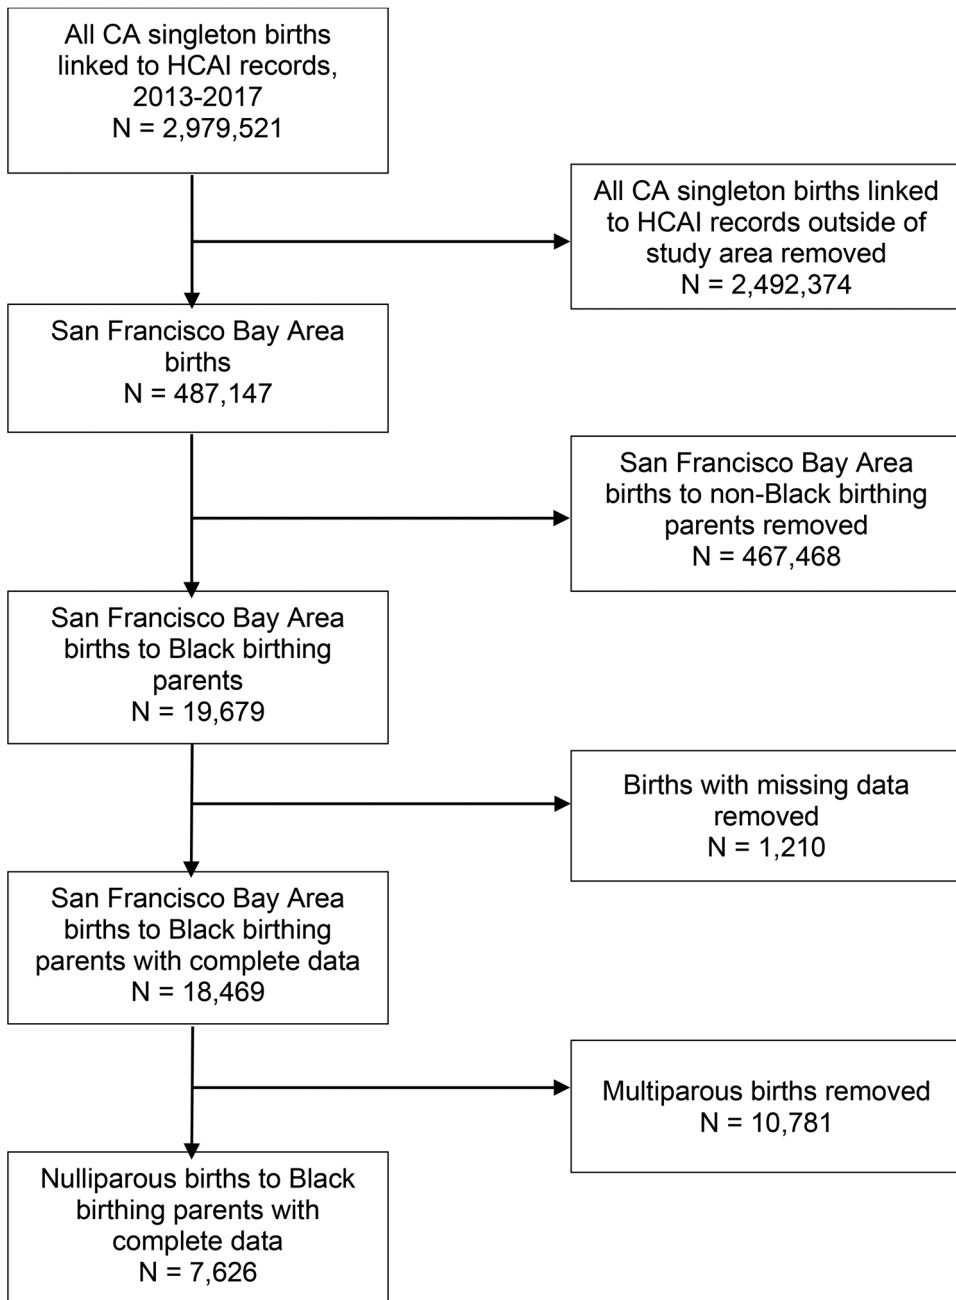 All CA singleton births
linked to HCAI records,
2013-2017
N = 2,979,521
All CA singleton births linked
to HCAI records outside of
study area removed
N = 2,492,374
San Francisco Bay Area
births
N = 487,147
San Francisco Bay Area
births to non-Black birthing
parents removed
N = 467,468
San Francisco Bay Area
births to Black birthing
parents
N = 19,679
Births with missing data
removed
N = 1,210
San Francisco Bay Area
births to Black birthing
parents with complete data
N = 18,469
Multiparous births removed
N = 10,781
Nulliparous births to Black
birthing parents with
complete data
N = 7,626